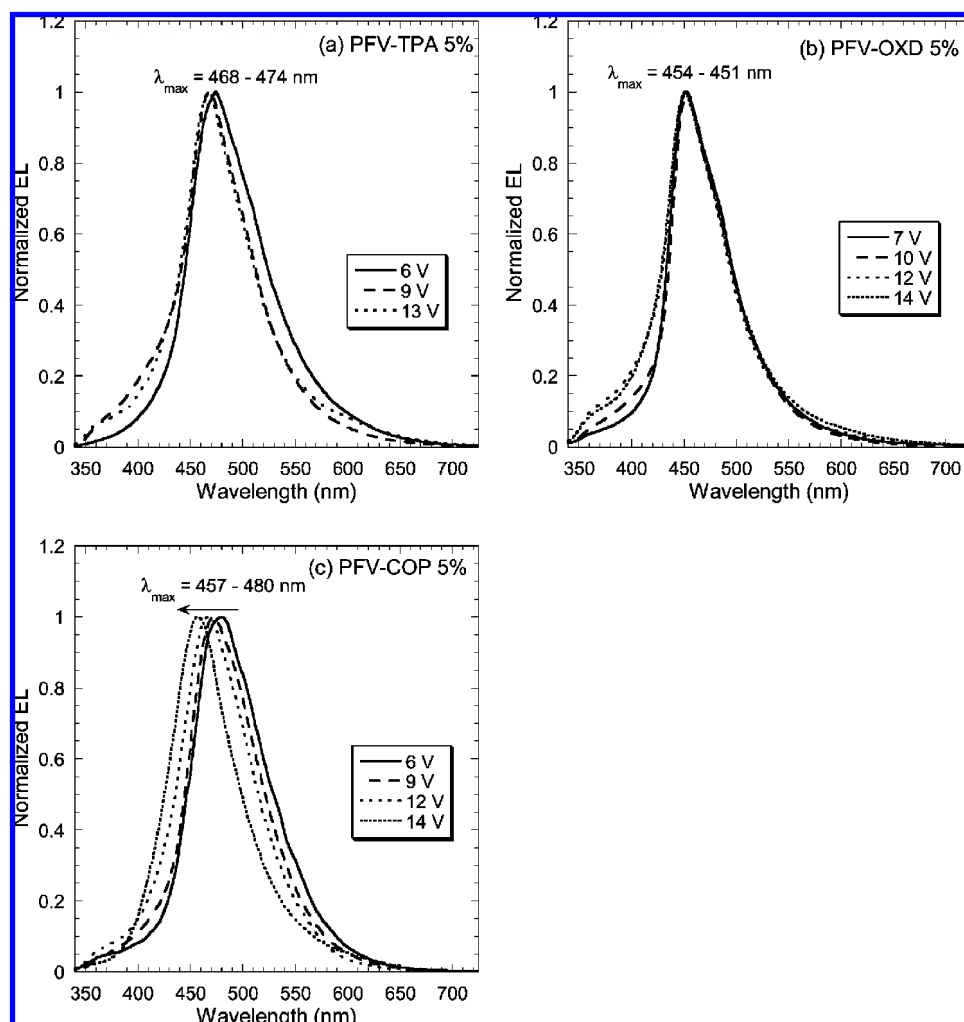 (a) PFV-TPA 5%
λmax = 468 - 474 nm
1.2
1
0.8
0.6
0.4
0.2
0
Normalized EL
6 V
9 V
13 V
350 400 450 500 550 600 650 700
Wavelength (nm)
(b) PFV-OXD 5%
λmax = 454 - 451 nm
1.2
1
0.8
0.6
0.4
0.2
0
Normalized EL
7 V
10 V
12 V
14 V
350 400 450 500 550 600 650 700
Wavelength (nm)
(c) PFV-COP 5%
λmax = 457 - 480 nm
1.2
1
0.8
0.6
0.4
0.2
0
Normalized EL
6 V
9 V
12 V
14 V
350 400 450 500 550 600 650 700
Wavelength (nm)